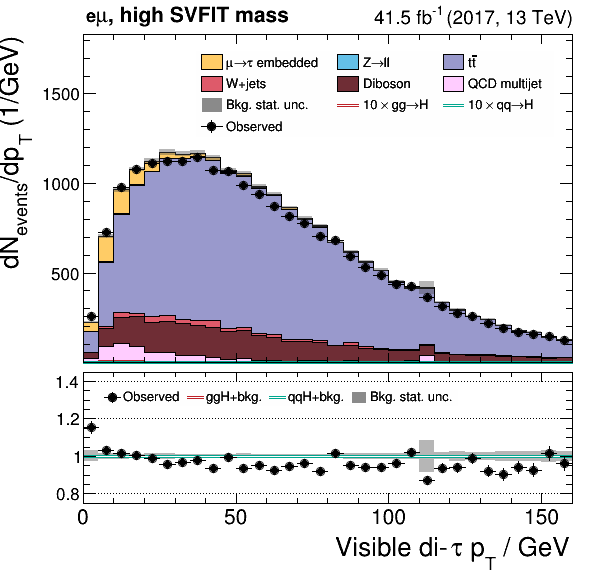 eμ, high SVFIT mass 41.5 fb⁻¹ (2017, 13 TeV)
dN_events/dp_T (1/GeV)
1500
1000
500
μ→τ embedded Z→ll tt̄
W+jets Diboson QCD multijet
Bkg. stat. unc. 10 × gg→H 10 × qq→H
Observed
1.4
1.2
1
0.8
Observed ggH+bkg. qqH+bkg. Bkg. stat. unc.
0 50 100 150
Visible di-τ p_T / GeV